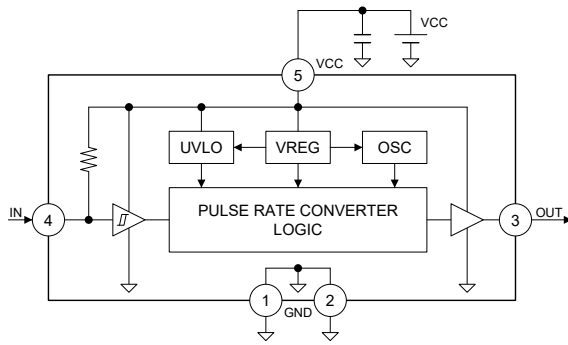 VCC
5
VCC
UVLO
VREG
OSC
IN
4
PULSE RATE CONVERTER
LOGIC
3
OUT
1
GND
2